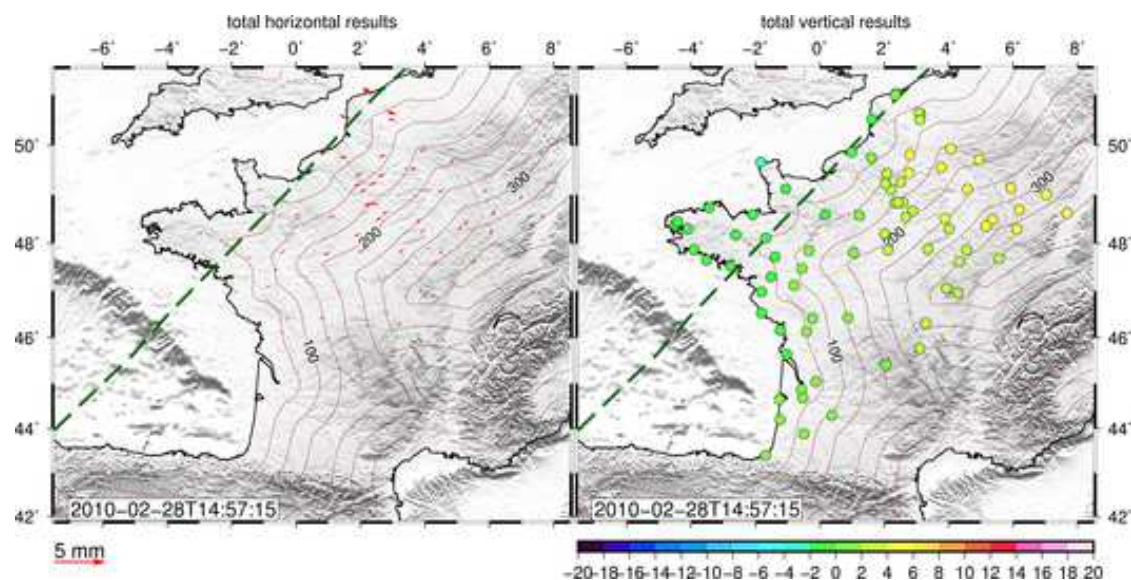 total horizontal results
total vertical results
−6˚ −4˚ −2˚ 0˚ 2˚ 4˚ 6˚ 8˚
−6˚ −4˚ −2˚ 0˚ 2˚ 4˚ 6˚ 8˚
50˚
50˚
300
300
48˚
48˚
200
200
46˚
46˚
100
100
44˚
44˚
2010−02−28T14:57:15
2010−02−28T14:57:15
42˚
42˚
5 mm
−20−18−16−14−12−10−8 −6 −4 −2 0 2 4 6 8 10 12 14 16 18 20